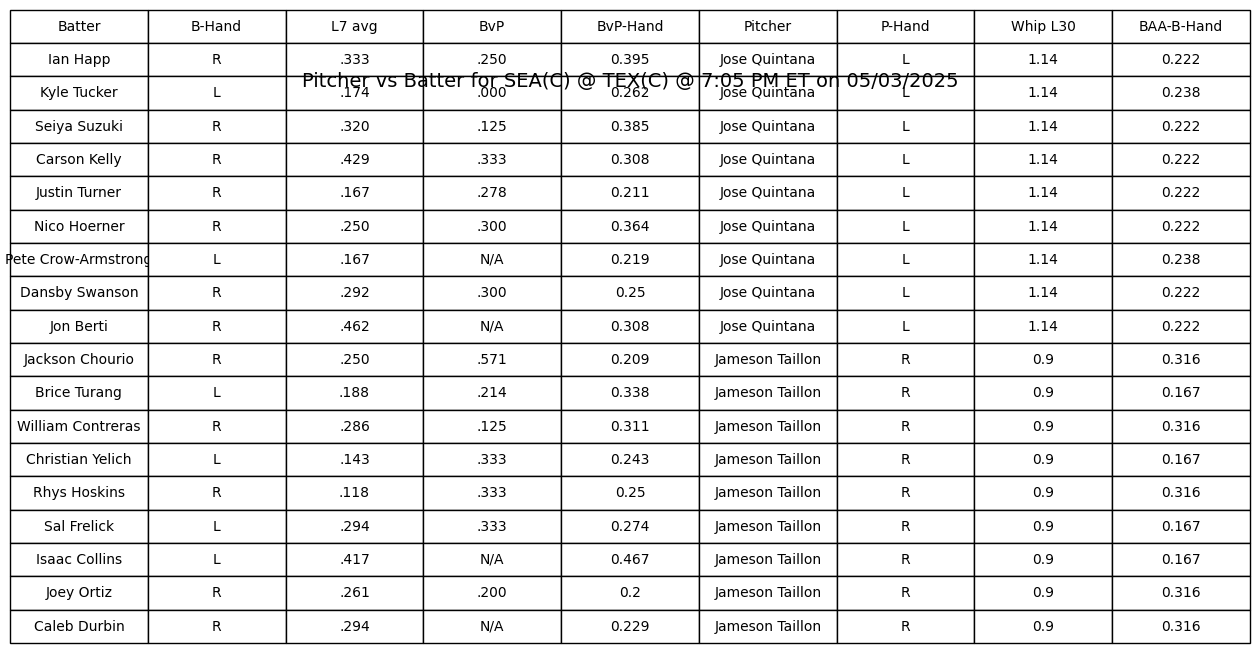 Batter B-Hand L7 avg BvP BvP-Hand Pitcher P-Hand Whip L30 BAA-B-Hand
Ian Happ R .333 .250 0.395 Jose Quintana L 1.14 0.222
Pitcher vs Batter for SEA(C) @ TEX(C) @ 7:05 PM ET on 05/03/2025
Kyle Tucker L .174 .000 0.262 Jose Quintana L 1.14 0.238
Seiya Suzuki R .320 .125 0.385 Jose Quintana L 1.14 0.222
Carson Kelly R .429 .333 0.308 Jose Quintana L 1.14 0.222
Justin Turner R .167 .278 0.211 Jose Quintana L 1.14 0.222
Nico Hoerner R .250 .300 0.364 Jose Quintana L 1.14 0.222
Pete Crow-Armstrong L .167 N/A 0.219 Jose Quintana L 1.14 0.238
Dansby Swanson R .292 .300 0.25 Jose Quintana L 1.14 0.222
Jon Berti R .462 N/A 0.308 Jose Quintana L 1.14 0.222
Jackson Chourio R .250 .571 0.209 Jameson Taillon R 0.9 0.316
Brice Turang L .188 .214 0.338 Jameson Taillon R 0.9 0.167
William Contreras R .286 .125 0.311 Jameson Taillon R 0.9 0.316
Christian Yelich L .143 .333 0.243 Jameson Taillon R 0.9 0.167
Rhys Hoskins R .118 .333 0.25 Jameson Taillon R 0.9 0.316
Sal Frelick L .294 .333 0.274 Jameson Taillon R 0.9 0.167
Isaac Collins L .417 N/A 0.467 Jameson Taillon R 0.9 0.167
Joey Ortiz R .261 .200 0.2 Jameson Taillon R 0.9 0.316
Caleb Durbin R .294 N/A 0.229 Jameson Taillon R 0.9 0.316